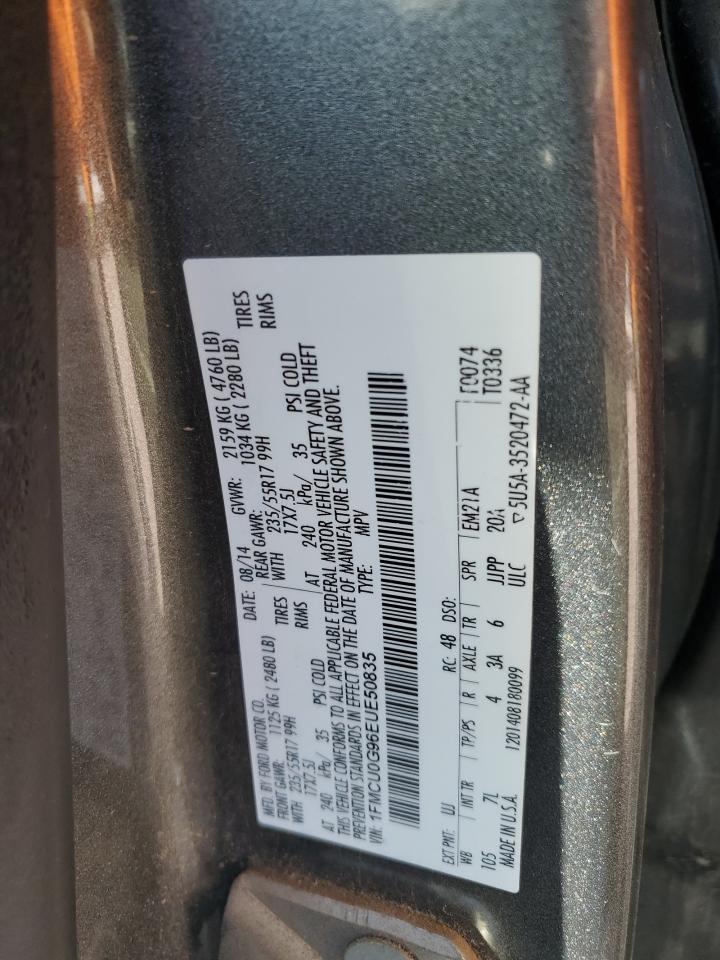 MFD. BY FORD MOTOR CO.
DATE: 08/14 GVWR: 2159 KG ( 4760 LB)
FRONT GAWR: 1125 KG ( 2480 LB)
REAR GAWR: 1034 KG ( 2280 LB)
WITH 235/55R17 99H TIRES
WITH 235/55R17 99H TIRES
17X7.5J RIMS
17X7.5J RIMS
AT 240 kPa/ 35 PSI COLD
AT 240 kPa/ 35 PSI COLD
THIS VEHICLE CONFORMS TO ALL APPLICABLE FEDERAL MOTOR VEHICLE SAFETY AND THEFT
PREVENTION STANDARDS IN EFFECT ON THE DATE OF MANUFACTURE SHOWN ABOVE.
VIN: 1FMCU0G96EUE50835
TYPE: MPV
EXT PNT: UJ RC: 48 DSO:
WB INT TR TP/PS R AXLE TR SPR EM21A T0074
105 7L 4 3A 6 JJPP 20A T0336
MADE IN U.S.A. 1201408180099 ULC ▽5U5A-3520472-AA